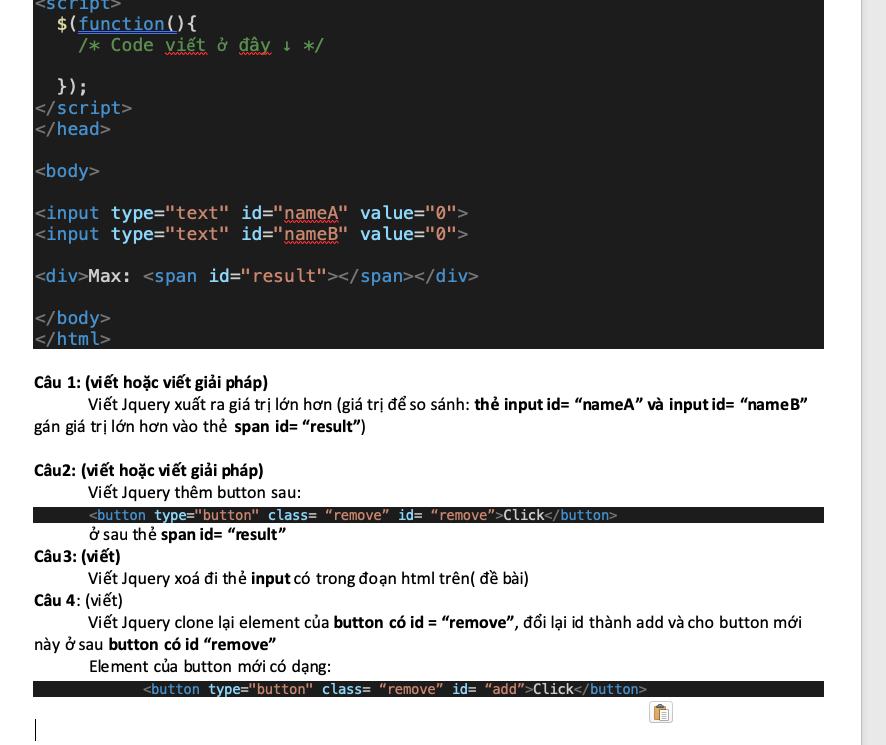 <script>
$(function(){
/* Code viết ở đây ↓ */
});
</script>
</head>
<body>
<input type="text" id="nameA" value="0">
<input type="text" id="nameB" value="0">
<div>Max: <span id="result"></span></div>
</body>
</html>
Câu 1: (viết hoặc viết giải pháp)
Viết Jquery xuất ra giá trị lớn hơn (giá trị để so sánh: thẻ input id= “nameA” và input id= “nameB”
gán giá trị lớn hơn vào thẻ span id= “result”)
Câu2: (viết hoặc viết giải pháp)
Viết Jquery thêm button sau:
<button type="button" class= “remove” id= “remove”>Click</button>
ở sau thẻ span id= “result”
Câu3: (viết)
Viết Jquery xoá đi thẻ input có trong đoạn html trên( đề bài)
Câu 4: (viết)
Viết Jquery clone lại element của button có id = “remove”, đổi lại id thành add và cho button mới
này ở sau button có id “remove”
Element của button mới có dạng:
<button type="button" class= “remove” id= “add”>Click</button>